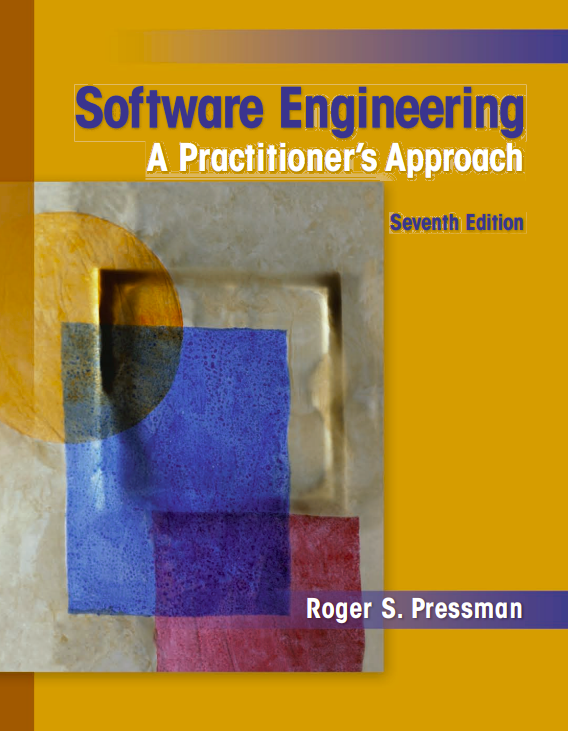 Software Engineering
A Practitioner's Approach
Seventh Edition
Roger S. Pressman